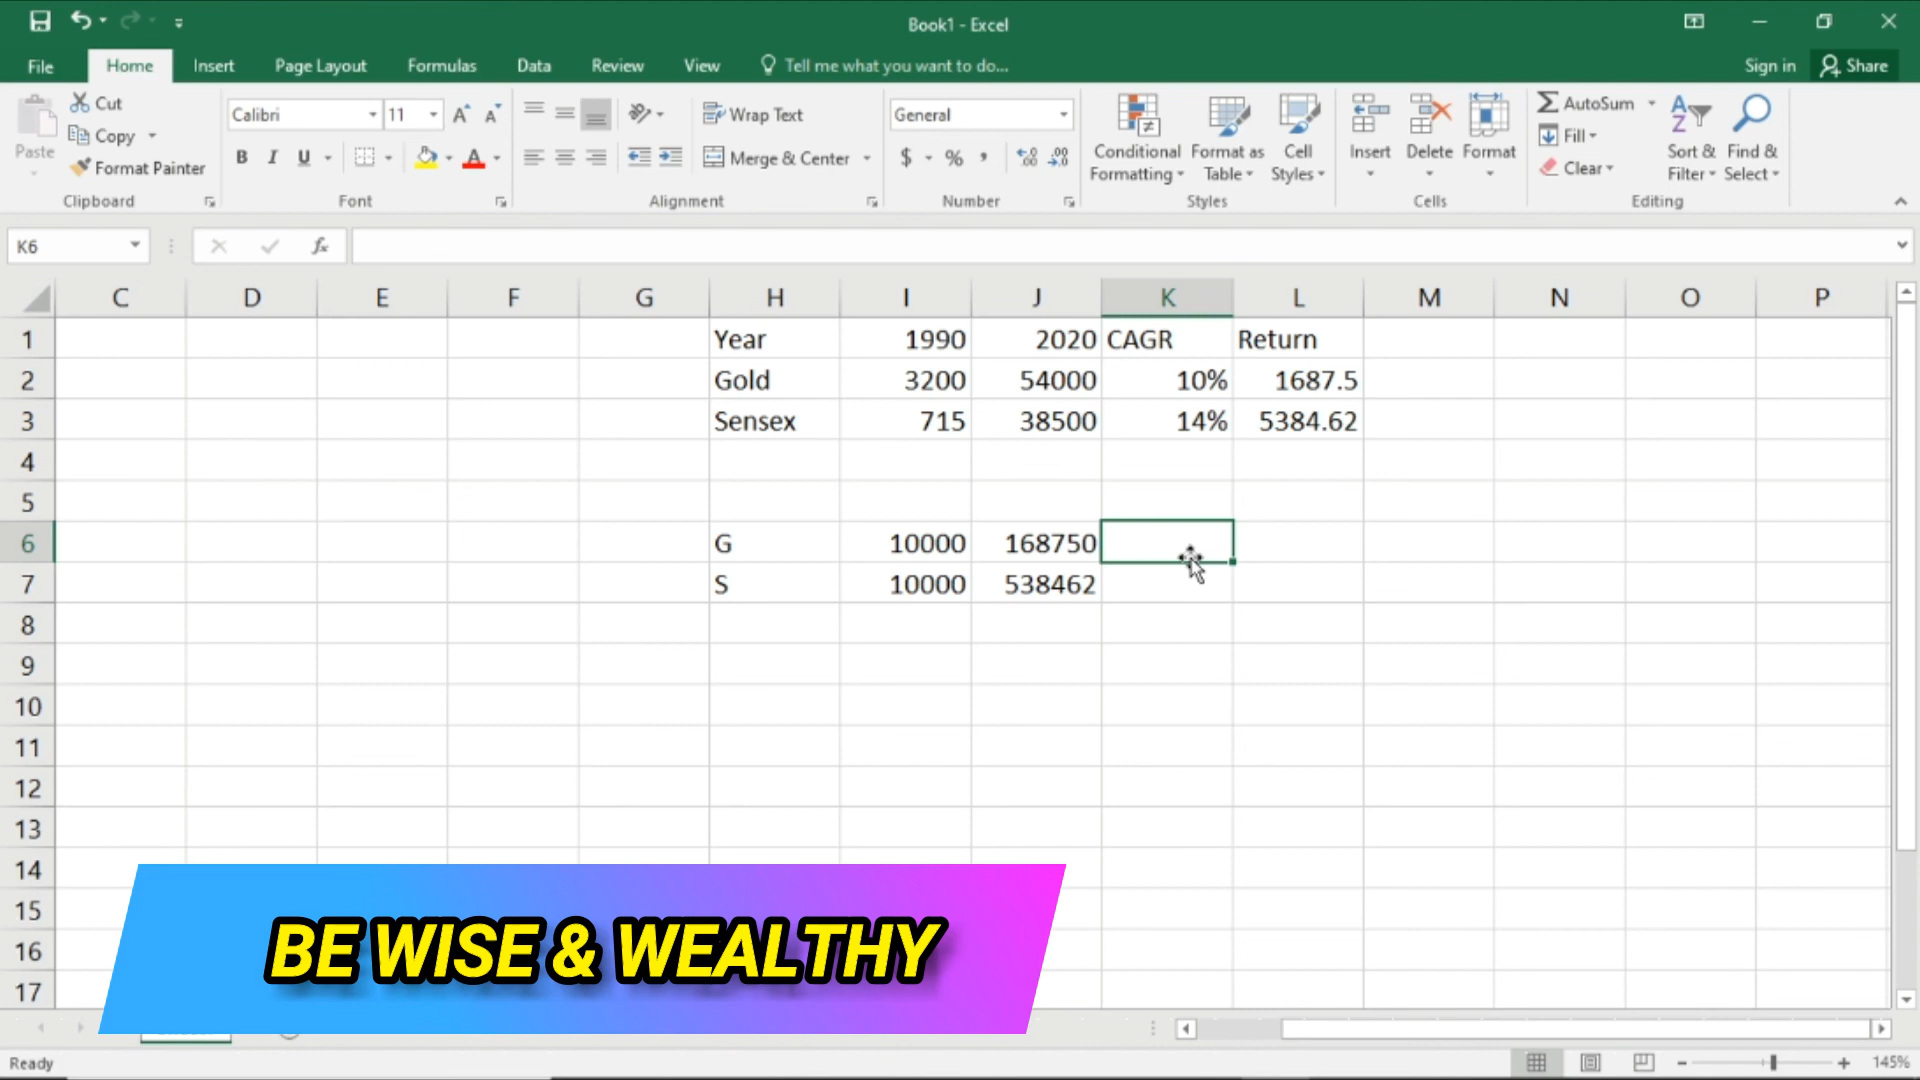 Book1 - Excel
File Home Insert Page Layout Formulas Data Review View Tell me what you want to do... Sign in Share
Paste Cut Copy Format Painter Clipboard
Calibri 11 B I U A Font
Wrap Text Merge & Center Alignment
General $ % Number
Conditional Formatting Format as Table Cell Styles Styles
Insert Delete Format Cells
AutoSum Fill Clear Sort & Filter Find & Select Editing
K6 fx
C D E F G H I J K L M N O P
1 Year 1990 2020 CAGR Return
2 Gold 3200 54000 10% 1687.5
3 Sensex 715 38500 14% 5384.62
4
5
6 G 10000 168750
7 S 10000 538462
8
9
10
11
12
13
14
15
16
17
BE WISE & WEALTHY
Ready 145%